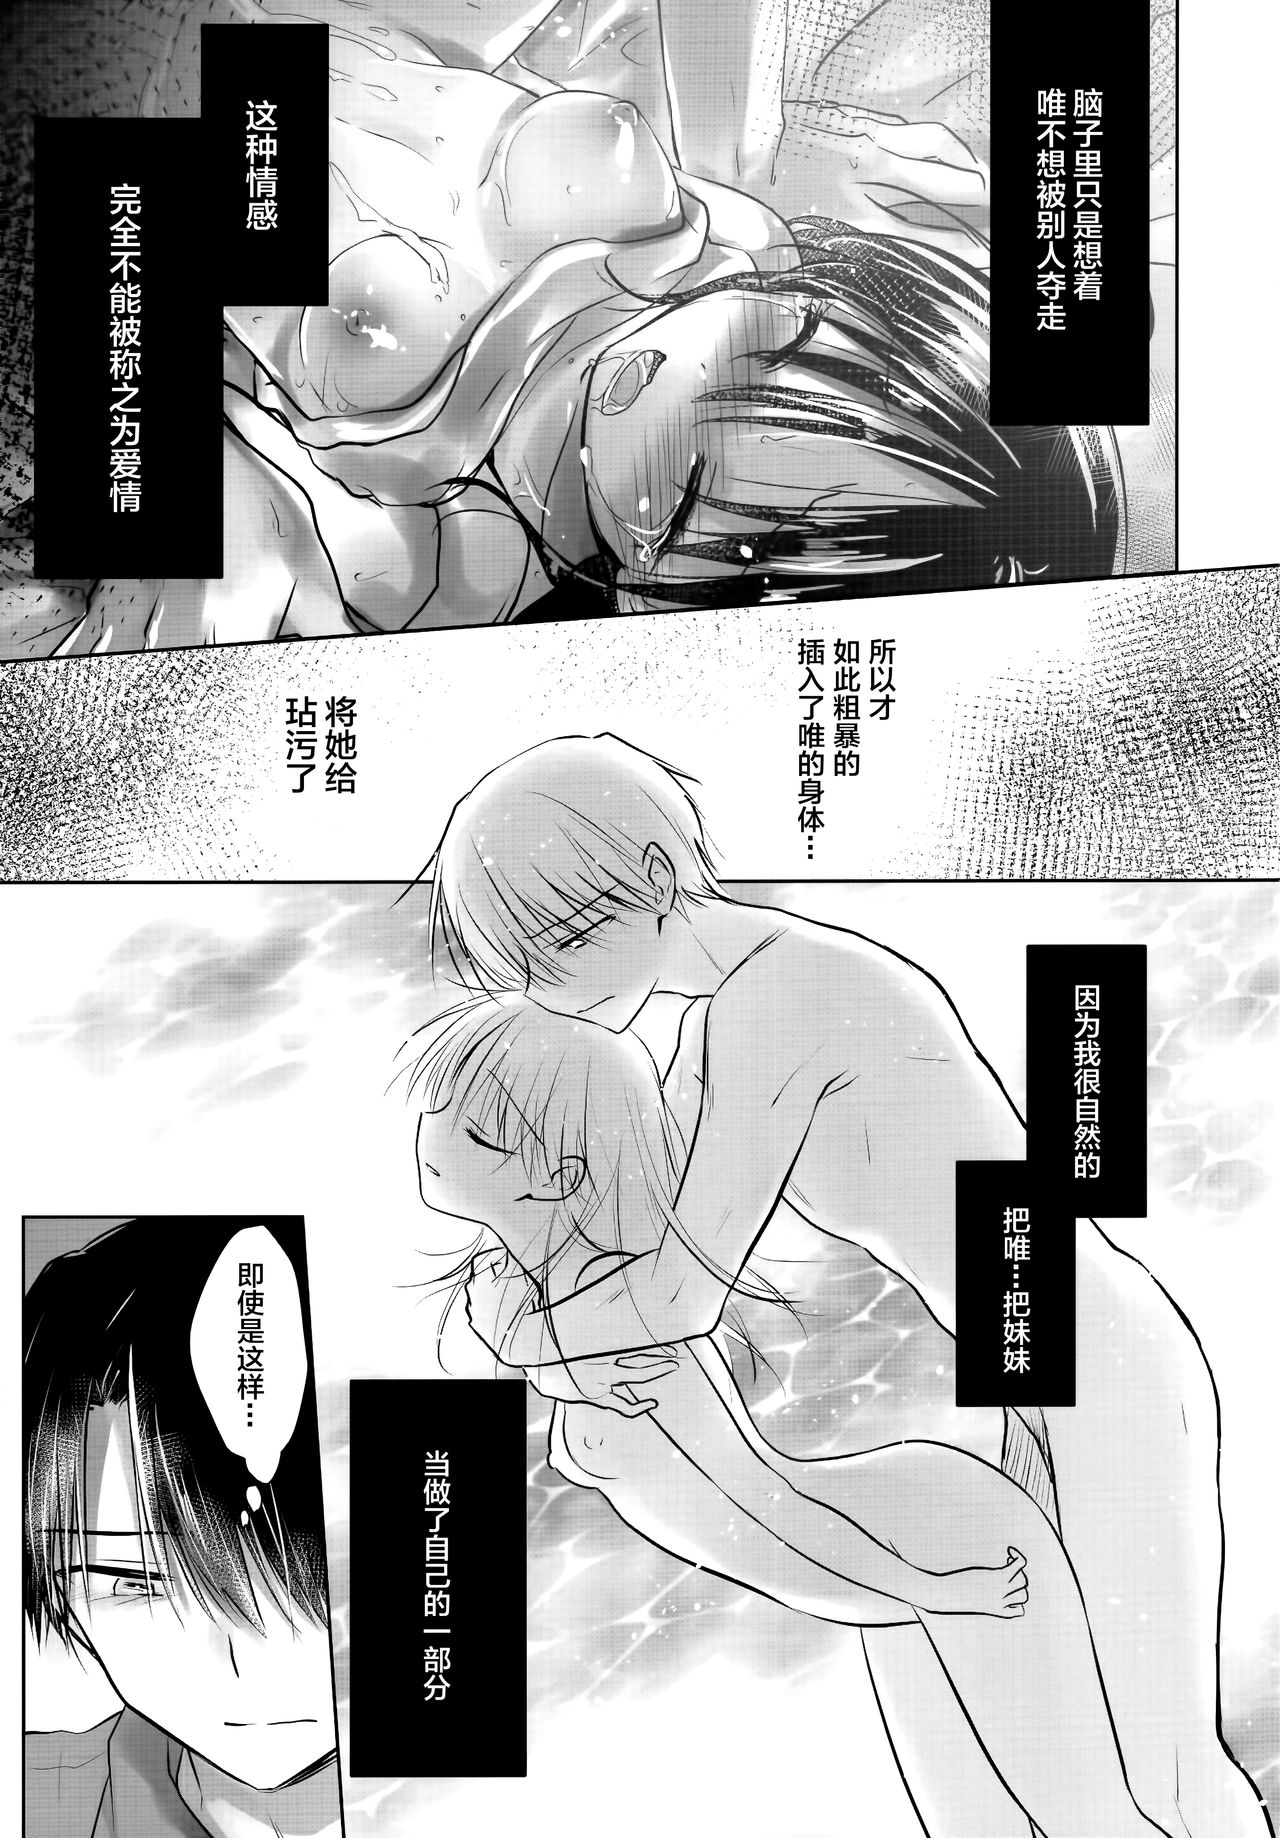 脑子里只是想着
唯不想被别人夺走
这种情感
完全不能被称之为爱情
所以才
如此粗暴的
插入了唯的身体…
将她给
玷污了
因为我很自然的
把唯…把妹妹
当做了自己的一部分
即使是这样…